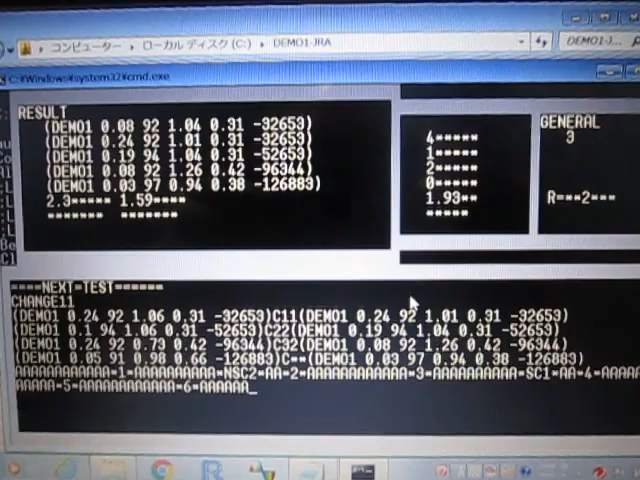 コンピューター ▸ ローカル ディスク (C:) ▸ DEMO1-JRA
DEMO1-J...
C:¥Windows¥system32¥cmd.exe
RESULT
(DEMO1 0.08 92 1.04 0.31 -32653)
(DEMO1 0.24 92 1.01 0.31 -32653)
(DEMO1 0.19 94 1.04 0.31 -52653)
(DEMO1 0.08 92 1.26 0.42 -96344)
(DEMO1 0.03 97 0.94 0.38 -126883)
2.3***** 1.59****
******* *******
4*****
1*****
2*****
0*****
1.93**
*****
GENERAL
3
R=**2***
====NEXT=TEST======
CHANGE11
(DEMO1 0.24 92 1.06 0.31 -32653)C11(DEMO1 0.24 92 1.01 0.31 -32653)
(DEMO1 0.1 94 1.06 0.31 -52653)C22(DEMO1 0.19 94 1.04 0.31 -52653)
(DEMO1 0.24 92 0.73 0.42 -96344)C32(DEMO1 0.08 92 1.26 0.42 -96344)
(DEMO1 0.05 91 0.98 0.66 -126883)C**(DEMO1 0.03 97 0.94 0.38 -126883)
AAAAAAAAAAAA=1=AAAAAAAAAA=NSC2=AA=2=AAAAAAAAAAAA=3=AAAAAAAAAA=SC1=AA=4=AAAAA
AAAAA=5=AAAAAAAAAAAA=6=AAAAAA_